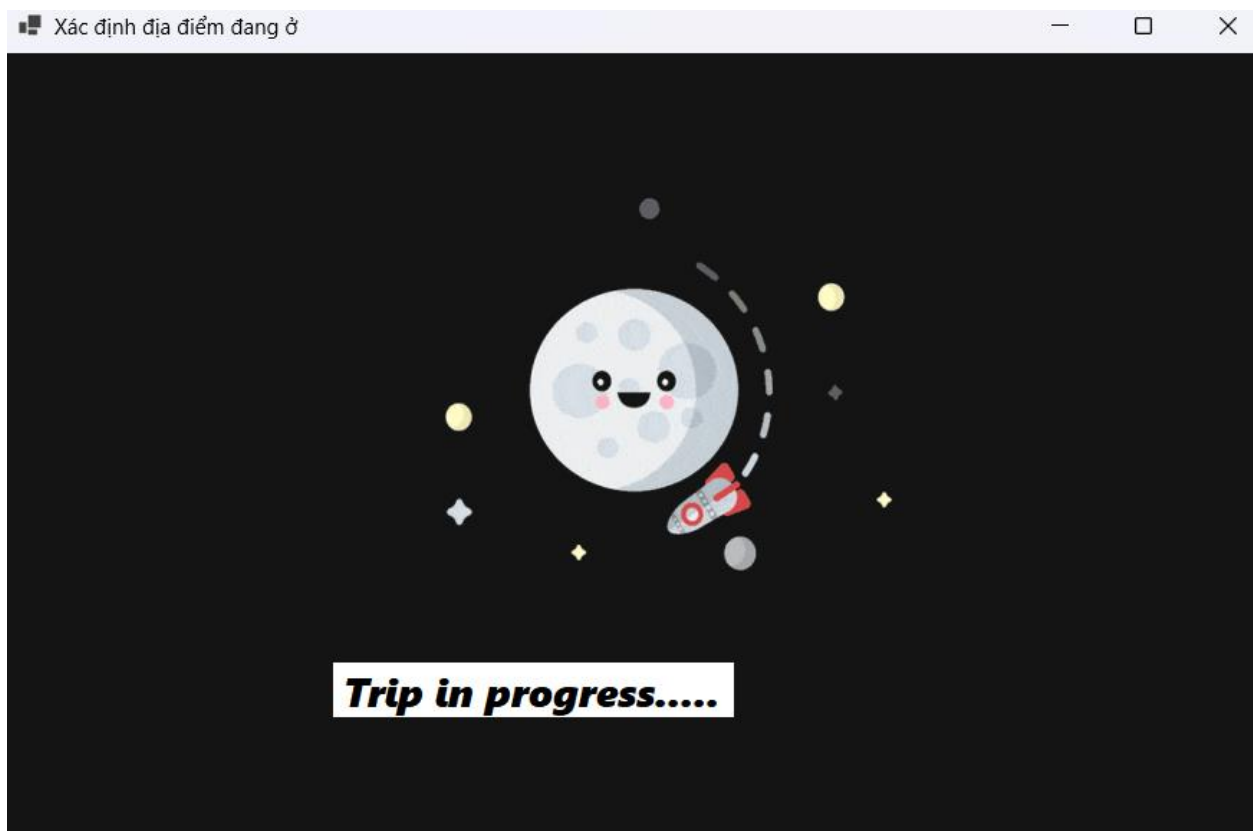 Xác định địa điểm đang ở
Trip in progress.....